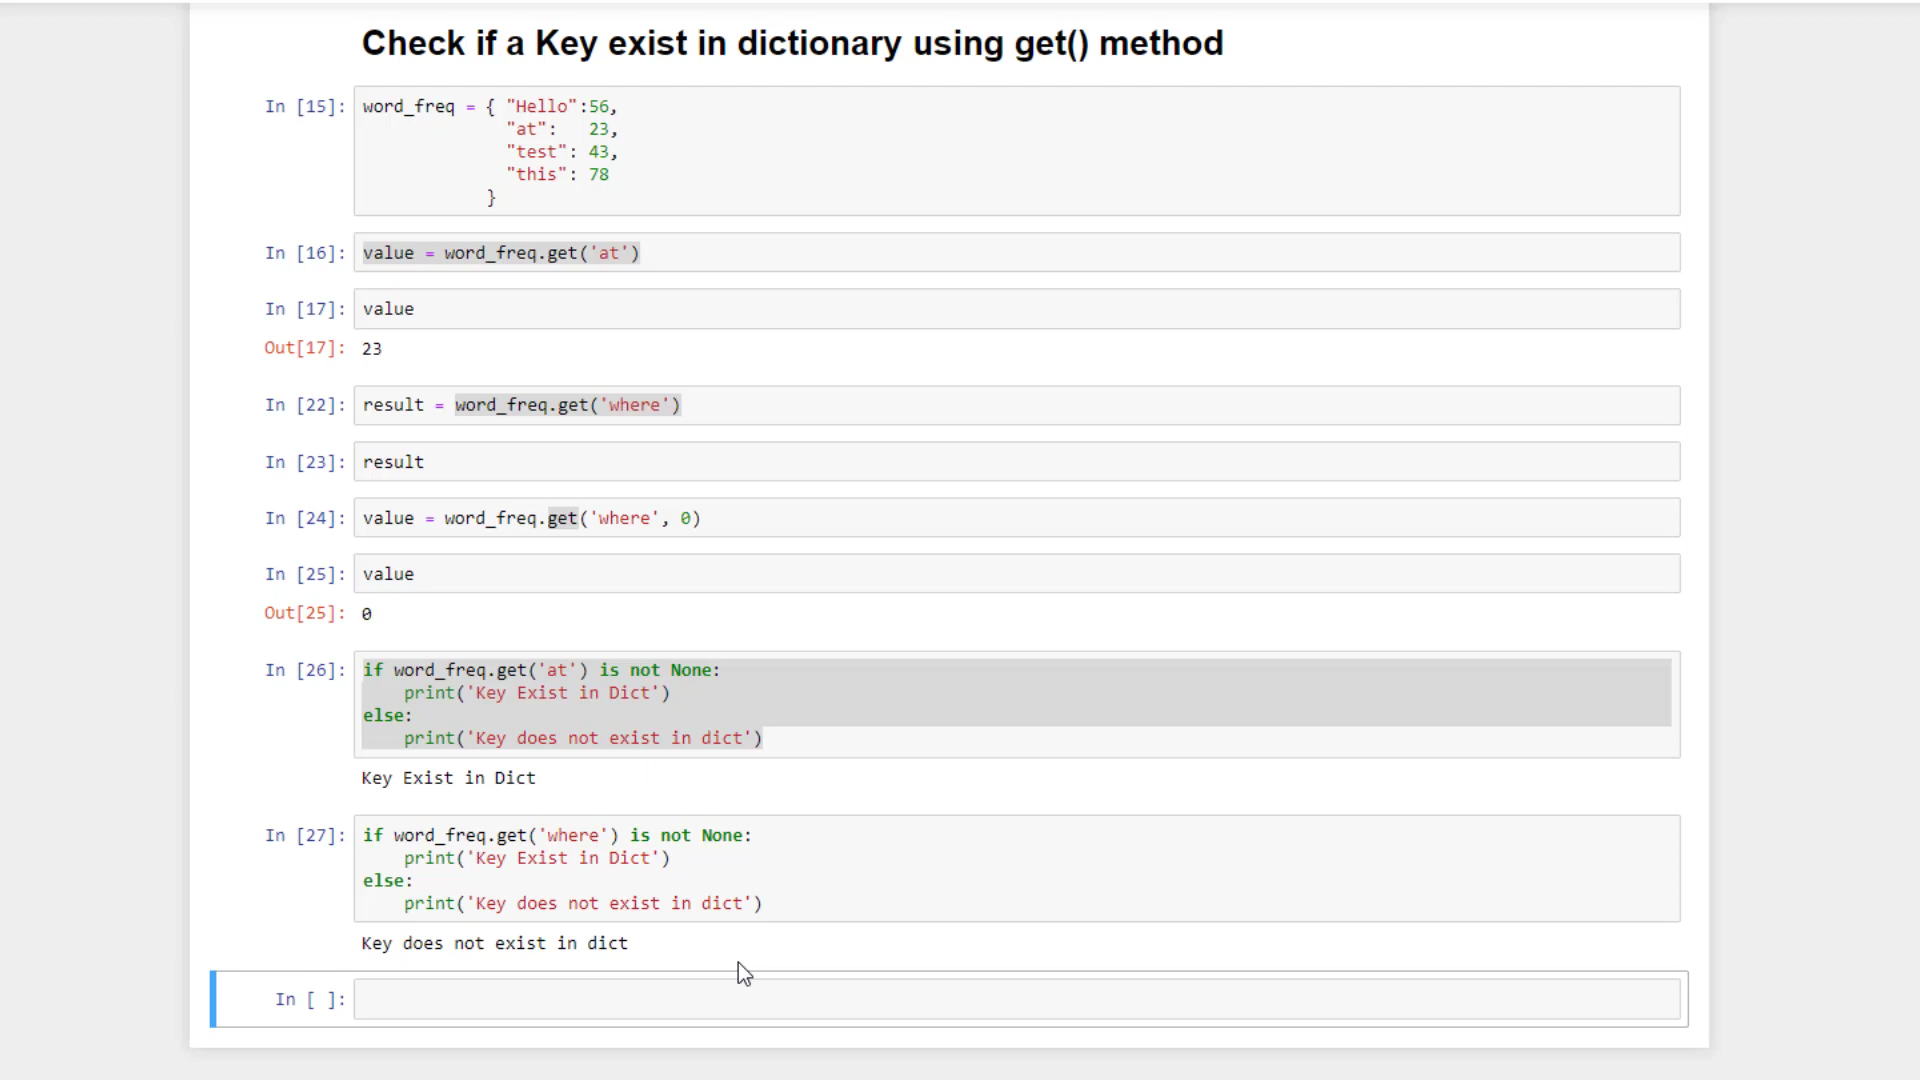 Check if a Key exist in dictionary using get() method
In [15]: word_freq = { "Hello":56,
"at":   23,
"test": 43,
"this": 78
}
In [16]: value = word_freq.get('at')
In [17]: value
Out[17]: 23
In [22]: result = word_freq.get('where')
In [23]: result
In [24]: value = word_freq.get('where', 0)
In [25]: value
Out[25]: 0
In [26]: if word_freq.get('at') is not None:
    print('Key Exist in Dict')
else:
    print('Key does not exist in dict')
Key Exist in Dict
In [27]: if word_freq.get('where') is not None:
    print('Key Exist in Dict')
else:
    print('Key does not exist in dict')
Key does not exist in dict
In [ ]: